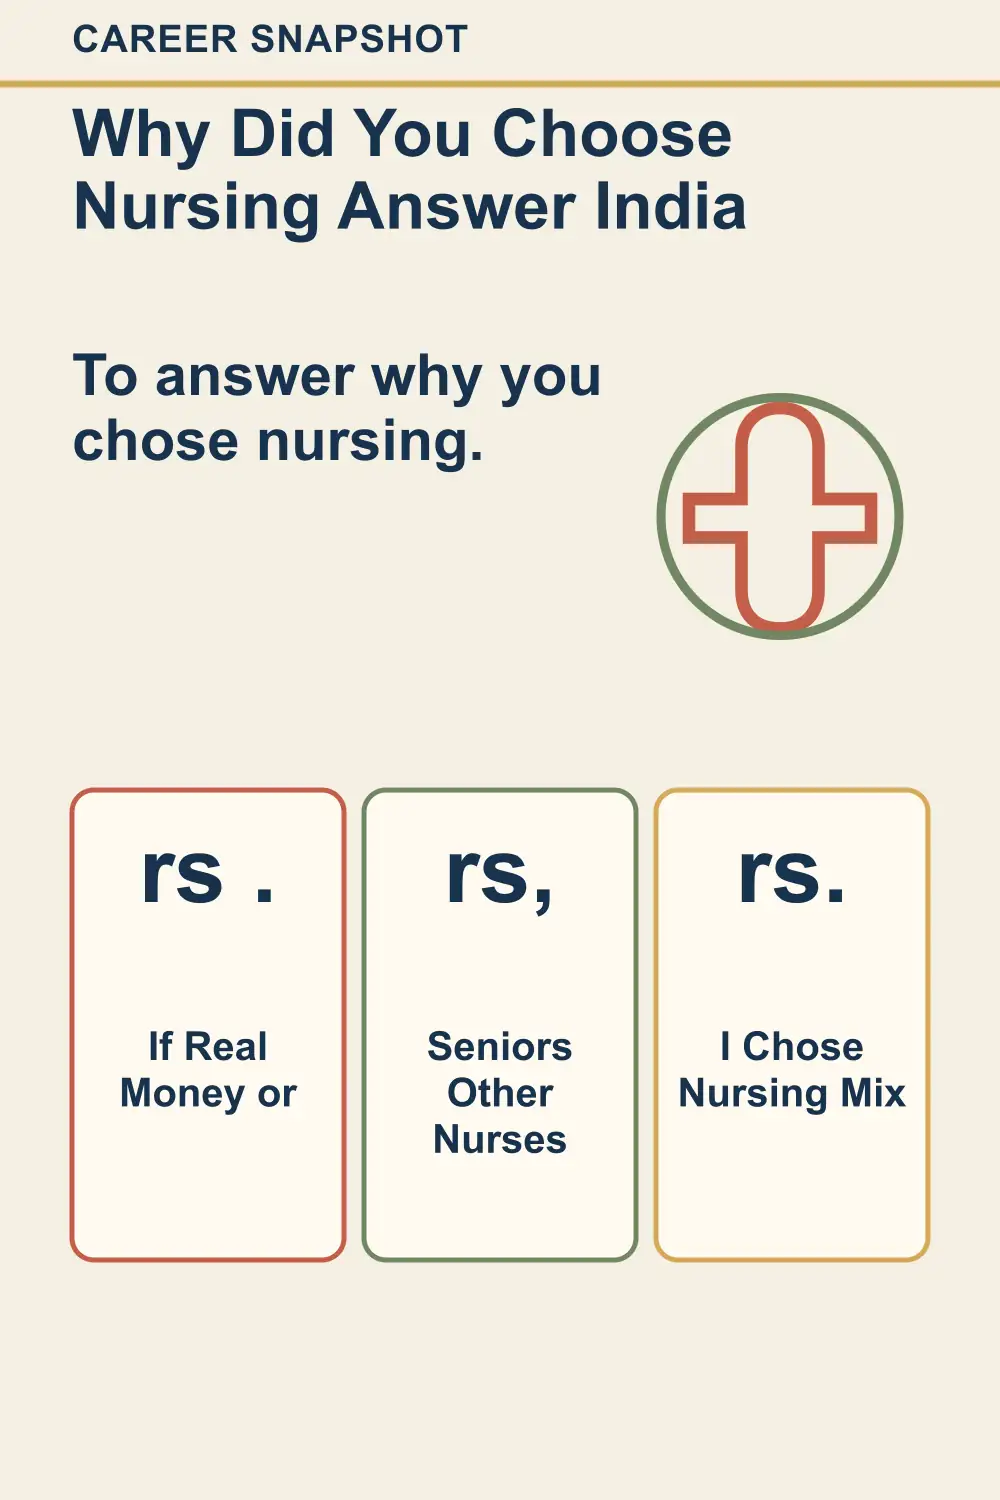 CAREER SNAPSHOT
Why Did You Choose
Nursing Answer India
To answer why you
chose nursing.
rs .
If Real
Money or
rs,
Seniors
Other
Nurses
rs.
I Chose
Nursing Mix